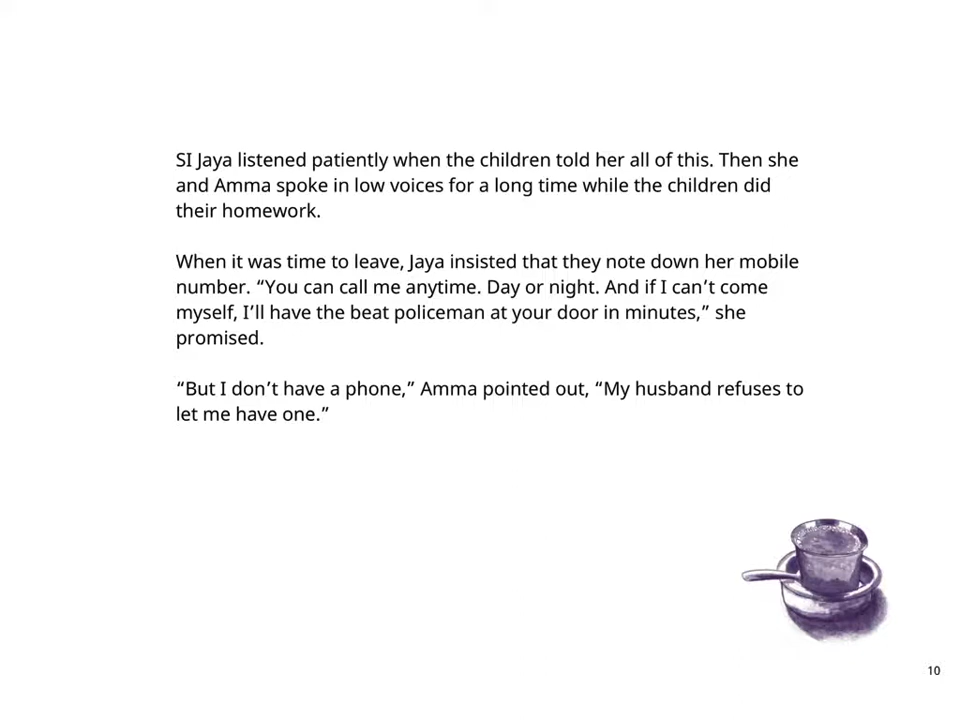 SI Jaya listened patiently when the children told her all of this. Then she
and Amma spoke in low voices for a long time while the children did
their homework.
When it was time to leave, Jaya insisted that they note down her mobile
number. “You can call me anytime. Day or night. And if I can’t come
myself, I’ll have the beat policeman at your door in minutes,” she
promised.
“But I don’t have a phone,” Amma pointed out, “My husband refuses to
let me have one.”
10